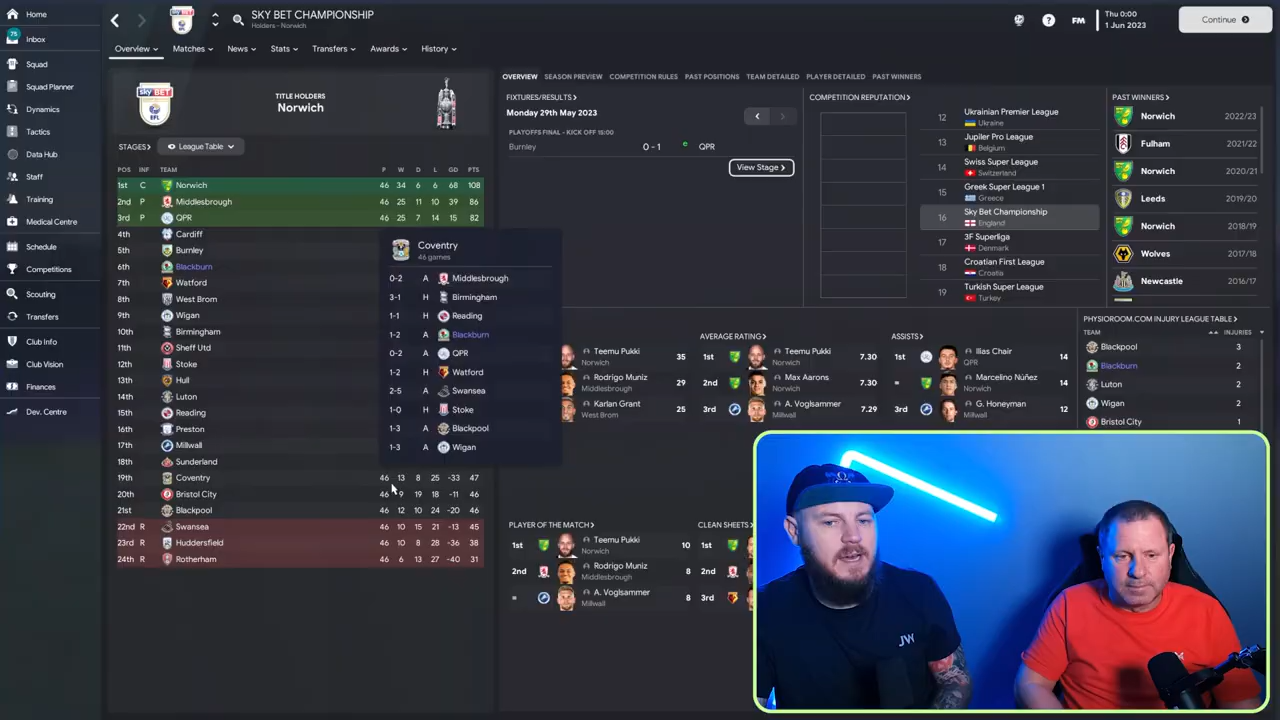 Home
75
Inbox
Squad
Squad Planner
Dynamics
Tactics
Data Hub
Staff
Training
Medical Centre
Schedule
Competitions
Scouting
Transfers
Club Info
Club Vision
Finances
Dev. Centre
SKY BET CHAMPIONSHIP
Holders - Norwich
?
FM
Thu 0:00
1 Jun 2023
Continue
Overview
Matches
News
Stats
Transfers
Awards
History
sky BET
EFL
TITLE HOLDERS
Norwich
STAGES
League Table
POS INF TEAM P W D L GD PTS
1st C Norwich 46 34 6 6 68 108
2nd P Middlesbrough 46 25 11 10 39 86
3rd P QPR 46 25 7 14 15 82
4th Cardiff
5th Burnley
6th Blackburn
7th Watford
8th West Brom
9th Wigan
10th Birmingham
11th Sheff Utd
12th Stoke
13th Hull
14th Luton
15th Reading
16th Preston
17th Millwall
18th Sunderland
19th Coventry 46 13 8 25 -33 47
20th Bristol City 46 9 19 18 -11 46
21st Blackpool 46 12 10 24 -20 46
22nd R Swansea 46 10 15 21 -13 45
23rd R Huddersfield 46 10 8 28 -36 38
24th R Rotherham 46 6 13 27 -40 31
Coventry
46 games
0-2 A Middlesbrough
3-1 H Birmingham
1-1 H Reading
1-2 A Blackburn
0-2 A QPR
1-2 H Watford
2-5 A Swansea
1-0 H Stoke
1-3 A Blackpool
1-3 A Wigan
OVERVIEW SEASON PREVIEW COMPETITION RULES PAST POSITIONS TEAM DETAILED PLAYER DETAILED PAST WINNERS
FIXTURES/RESULTS
Monday 29th May 2023
PLAYOFFS FINAL - KICK OFF 15:00
Burnley 0 - 1 e QPR
View Stage
COMPETITION REPUTATION
12 Ukrainian Premier League
Ukraine
13 Jupiler Pro League
Belgium
14 Swiss Super League
Switzerland
15 Greek Super League 1
Greece
16 Sky Bet Championship
England
17 3F Superliga
Denmark
18 Croatian First League
Croatia
19 Turkish Super League
Turkey
PAST WINNERS
Norwich 2022/23
Fulham 2021/22
Norwich 2020/21
Leeds 2019/20
Norwich 2018/19
Wolves 2017/18
Newcastle 2016/17
Teemu Pukki 35
Norwich
Rodrigo Muniz 29
Middlesbrough
Karlan Grant 25
West Brom
AVERAGE RATING
1st Teemu Pukki 7.30
Norwich
2nd Max Aarons 7.30
Norwich
3rd A. Voglsammer 7.29
Millwall
ASSISTS
1st Ilias Chair 14
QPR
= Marcelino Núñez 14
Norwich
3rd G. Honeyman 12
Millwall
PHYSIOROOM.COM INJURY LEAGUE TABLE
TEAM INJURIES
Blackpool 3
Blackburn 2
Luton 2
Wigan 2
Bristol City 1
PLAYER OF THE MATCH
1st Teemu Pukki 10
Norwich
2nd Rodrigo Muniz 8
Middlesbrough
= A. Voglsammer 8
Millwall
CLEAN SHEETS
1st
2nd
3rd
JW